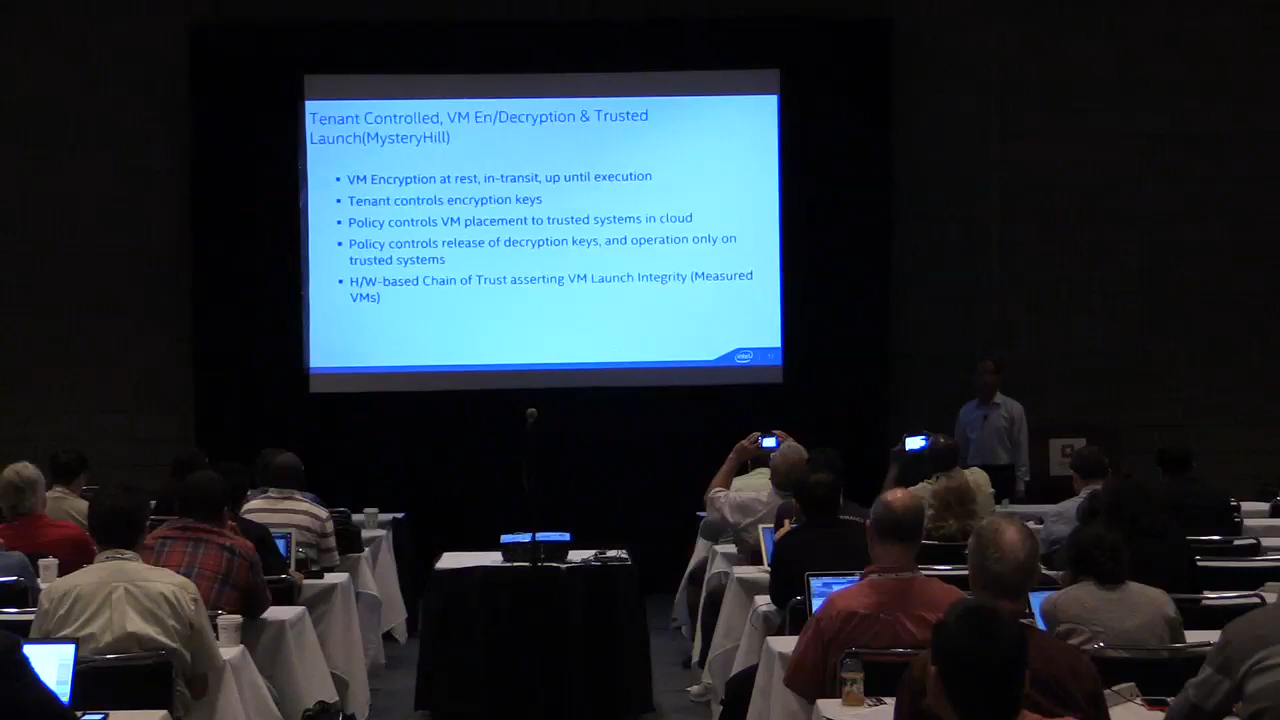 Tenant Controlled, VM En/Decryption & Trusted
Launch(MysteryHill)
▪ VM Encryption at rest, in-transit, up until execution
▪ Tenant controls encryption keys
▪ Policy controls VM placement to trusted systems in cloud
▪ Policy controls release of decryption keys, and operation only on
trusted systems
▪ H/W-based Chain of Trust asserting VM Launch Integrity (Measured
VMs)
intel